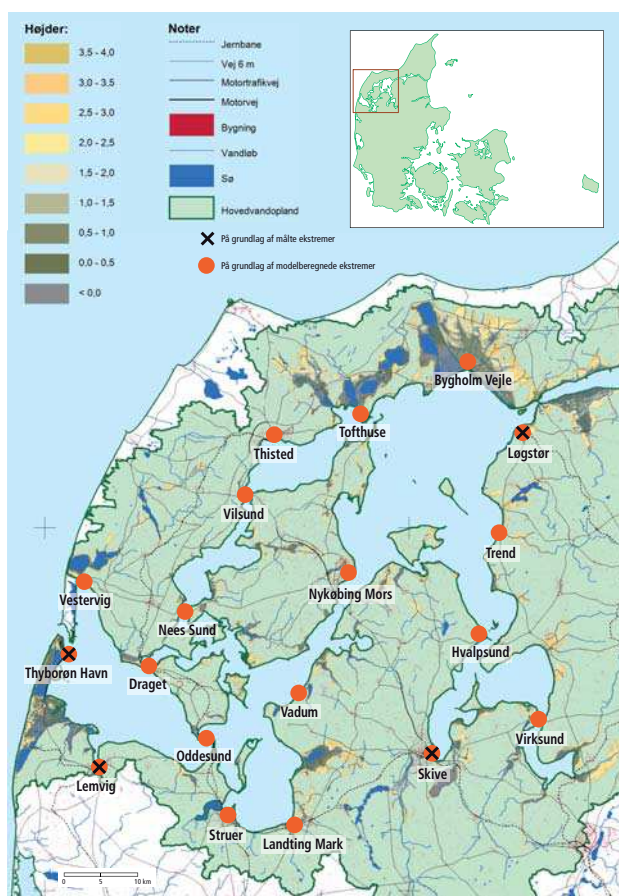 Højder:
3,5 - 4,0
3,0 - 3,5
2,5 - 3,0
2,0 - 2,5
1,5 - 2,0
1,0 - 1,5
0,5 - 1,0
0,0 - 0,5
< 0,0
Noter
Jernbane
Vej 6 m
Motortrafikvej
Motorvej
Bygning
Vandløb
Sø
Hovedvandopland
På grundlag af målte ekstremer
På grundlag af modelberegnede ekstremer
Bygholm Vejle
Tofthuse
Løgstør
Thisted
Vilsund
Trend
Nykøbing Mors
Vestervig
Nees Sund
Hvalpsund
Thyborøn Havn
Draget
Vadum
Virksund
Oddesund
Skive
Lemvig
Struer
Landting Mark
0 5 10 km